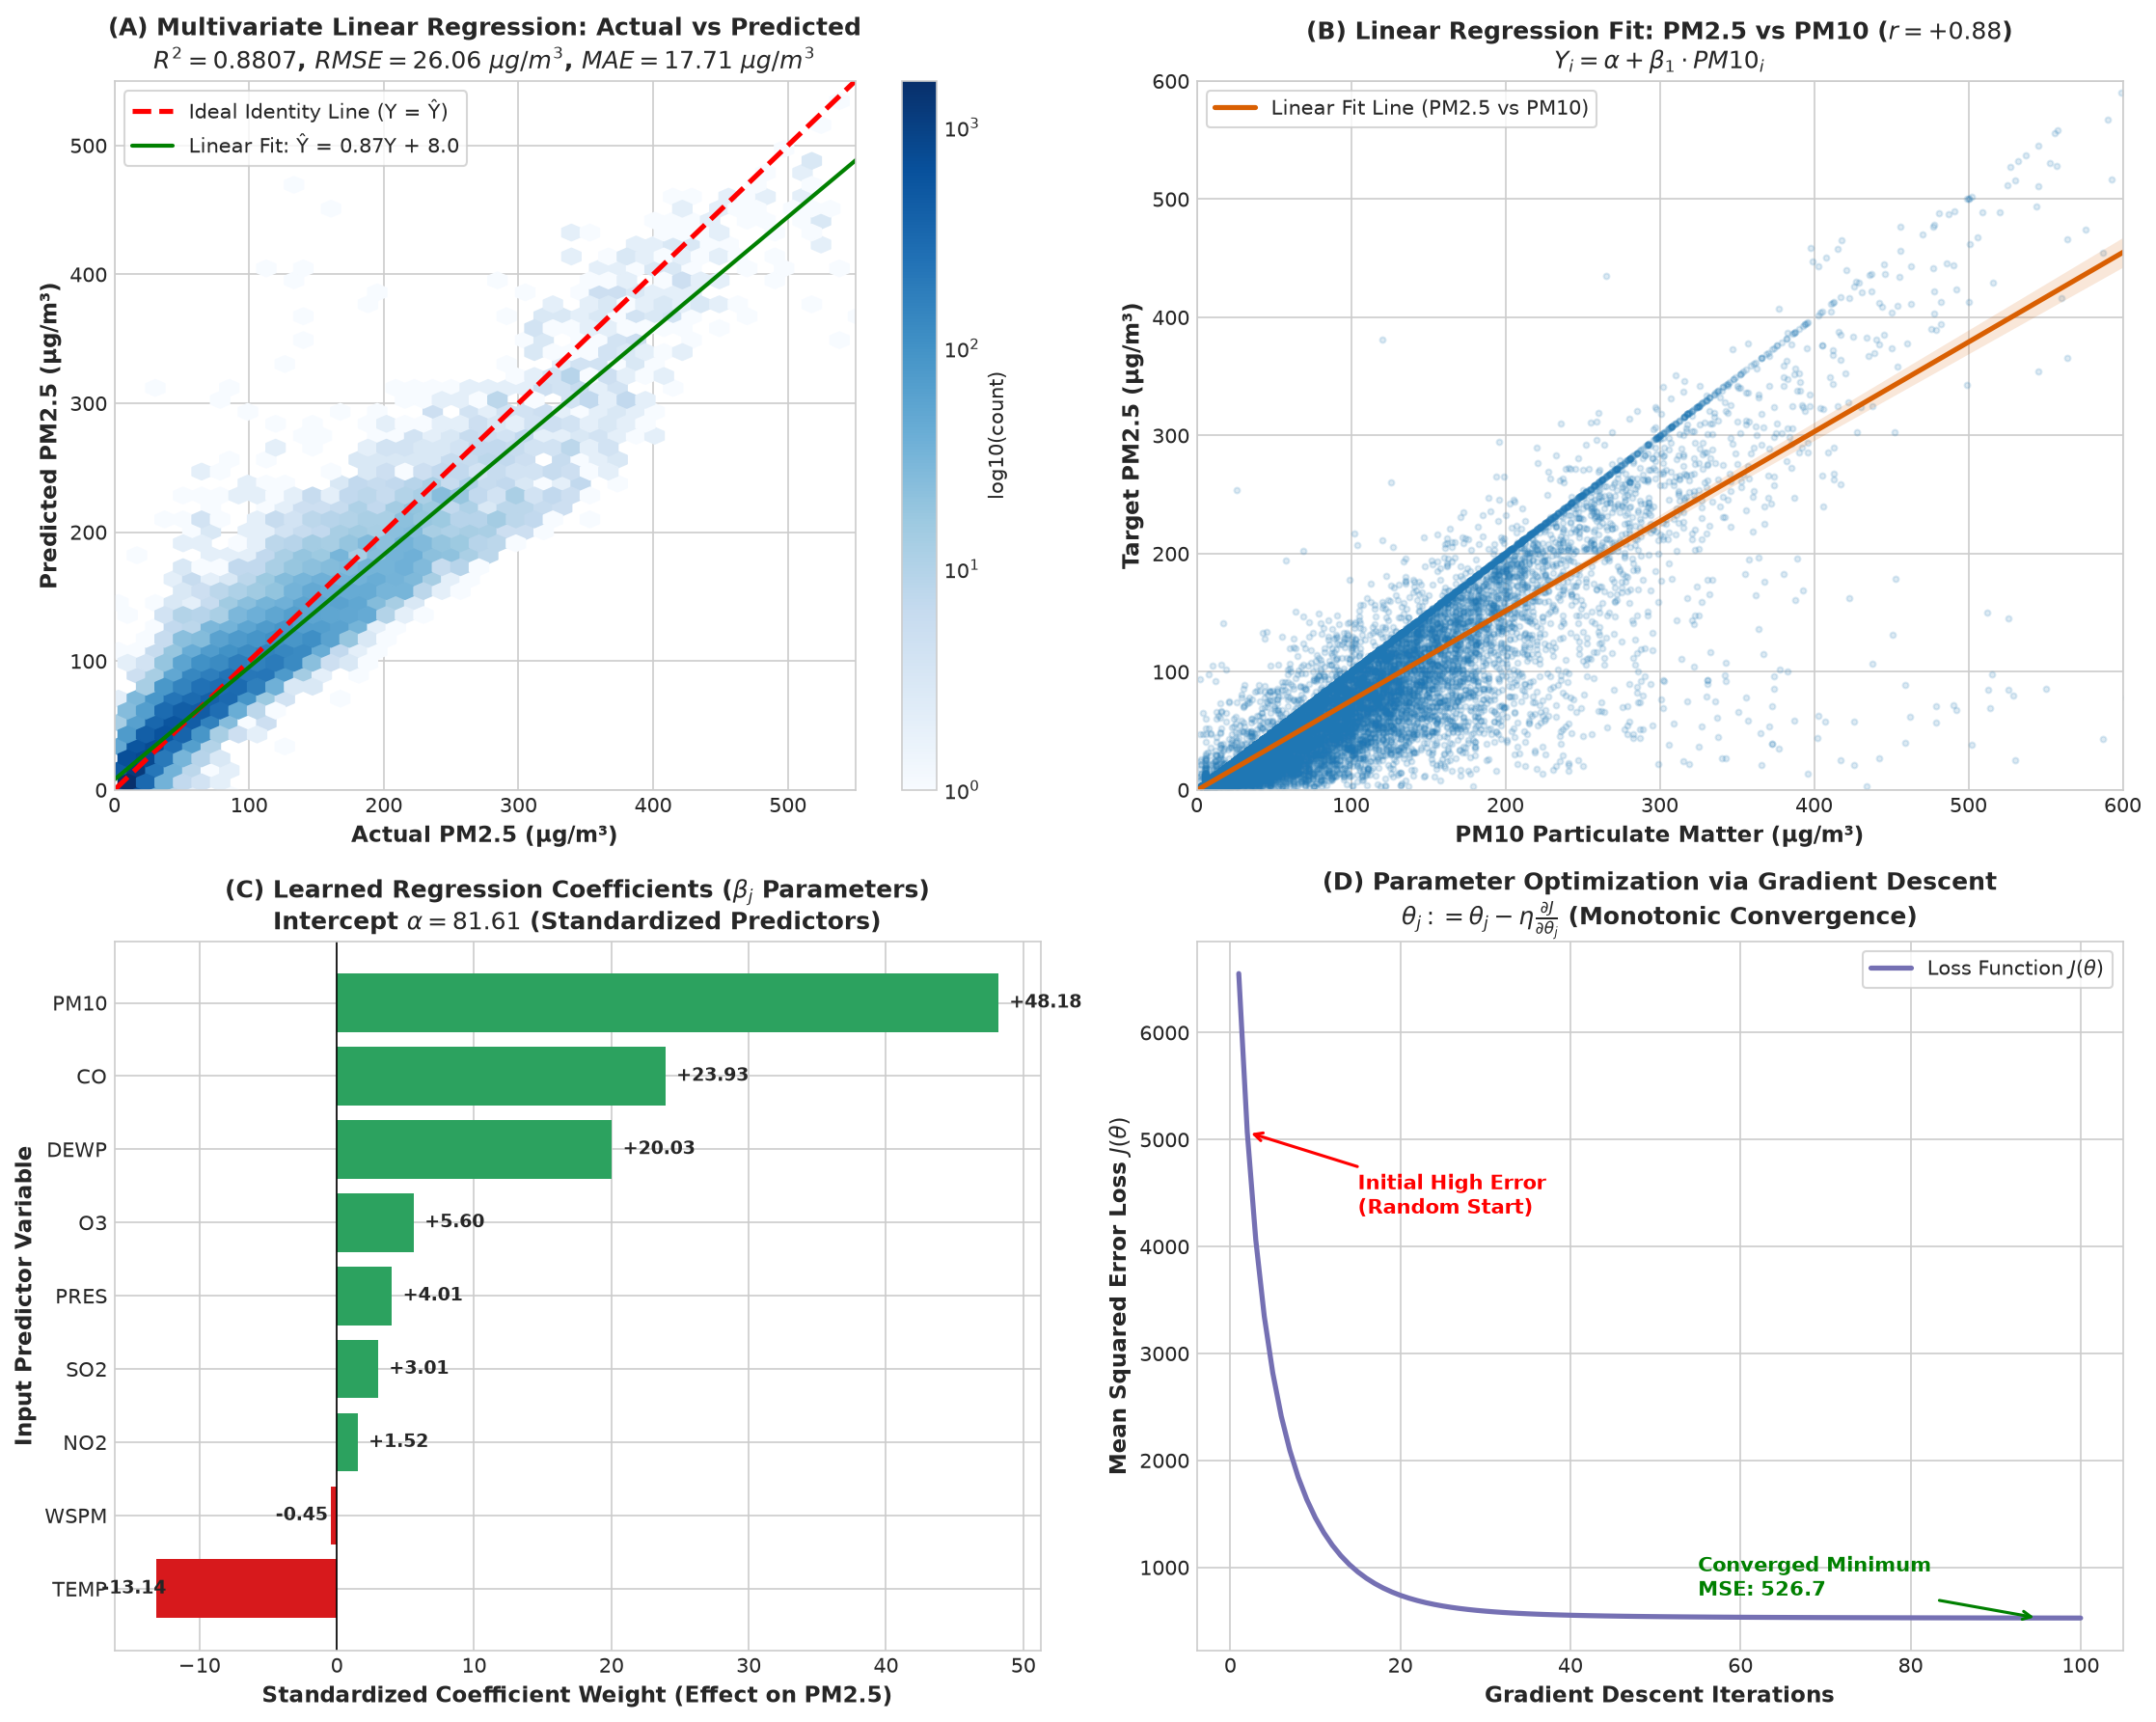 (A) Multivariate Linear Regression: Actual vs Predicted
R² = 0.8807, RMSE = 26.06 μg/m³, MAE = 17.71 μg/m³
Ideal Identity Line (Y = Ŷ)
Linear Fit: Ŷ = 0.87Y + 8.0
Predicted PM2.5 (μg/m³)
500
400
300
200
100
0
0 100 200 300 400 500
Actual PM2.5 (μg/m³)
10³
10²
10¹
10⁰
log10(count)
(B) Linear Regression Fit: PM2.5 vs PM10 (r = +0.88)
Yᵢ = α + β₁ · PM10ᵢ
Linear Fit Line (PM2.5 vs PM10)
Target PM2.5 (μg/m³)
600
500
400
300
200
100
0
0 100 200 300 400 500 600
PM10 Particulate Matter (μg/m³)
(C) Learned Regression Coefficients (βⱼ Parameters)
Intercept α = 81.61 (Standardized Predictors)
Input Predictor Variable
PM10 +48.18
CO +23.93
DEWP +20.03
O3 +5.60
PRES +4.01
SO2 +3.01
NO2 +1.52
WSPM -0.45
TEMP -13.14
−10 0 10 20 30 40 50
Standardized Coefficient Weight (Effect on PM2.5)
(D) Parameter Optimization via Gradient Descent
θⱼ := θⱼ − η ∂J/∂θⱼ (Monotonic Convergence)
Loss Function J(θ)
Mean Squared Error Loss J(θ)
6000
5000
4000
3000
2000
1000
Initial High Error
(Random Start)
Converged Minimum
MSE: 526.7
0 20 40 60 80 100
Gradient Descent Iterations